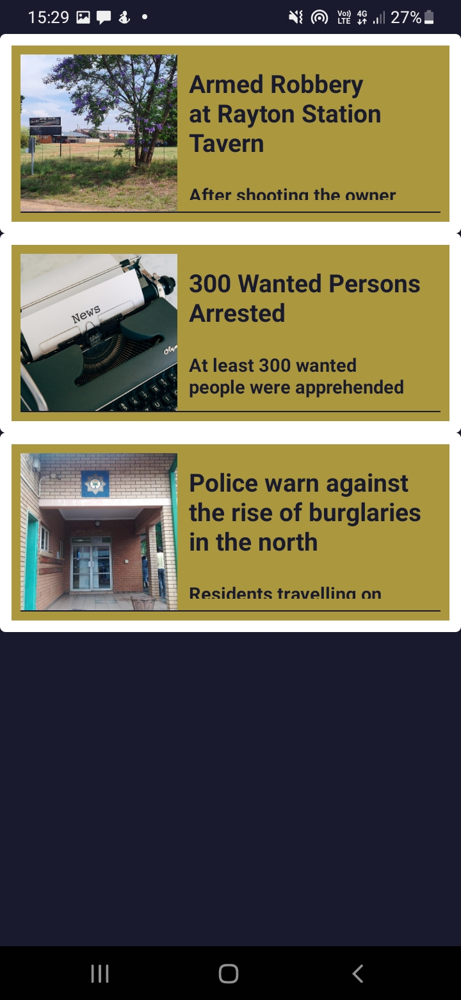 15:29
Vo)) LTE 4G 27%
Armed Robbery
at Rayton Station
Tavern
After shooting the owner
News
300 Wanted Persons
Arrested
At least 300 wanted
people were apprehended
Police warn against
the rise of burglaries
in the north
Residents travelling on